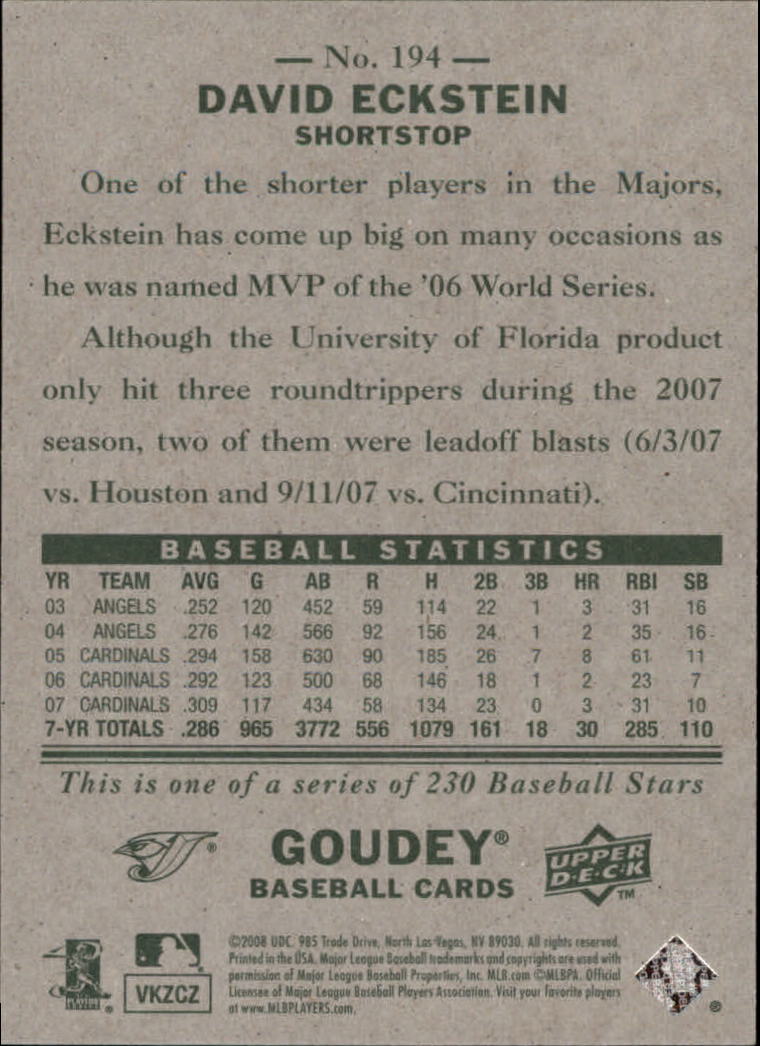 — No. 194 —
DAVID ECKSTEIN
SHORTSTOP
One of the shorter players in the Majors,
Eckstein has come up big on many occasions as
he was named MVP of the '06 World Series.
Although the University of Florida product
only hit three roundtrippers during the 2007
season, two of them were leadoff blasts (6/3/07
vs. Houston and 9/11/07 vs. Cincinnati).
BASEBALL STATISTICS
YR TEAM AVG G AB R H 2B 3B HR RBI SB
03 ANGELS .252 120 452 59 114 22 1 3 31 16
04 ANGELS .276 142 566 92 156 24 1 2 35 16
05 CARDINALS .294 158 630 90 185 26 7 8 61 11
06 CARDINALS .292 123 500 68 146 18 1 2 23 7
07 CARDINALS .309 117 434 58 134 23 0 3 31 10
7-YR TOTALS .286 965 3772 556 1079 161 18 30 285 110
This is one of a series of 230 Baseball Stars
GOUDEY®
BASEBALL CARDS
UPPER
D·E·C·K
™
©2008 UDC. 985 Trade Drive, North Las Vegas, NV 89030. All rights reserved.
Printed in the USA. Major League Baseball trademarks and copyrights are used with
permission of Major League Baseball Properties, Inc. MLB.com ©MLBPA. Official
Licensee of Major League Baseball Players Association. Visit your favorite players
at www.MLBPLAYERS.com.
VKZCZ